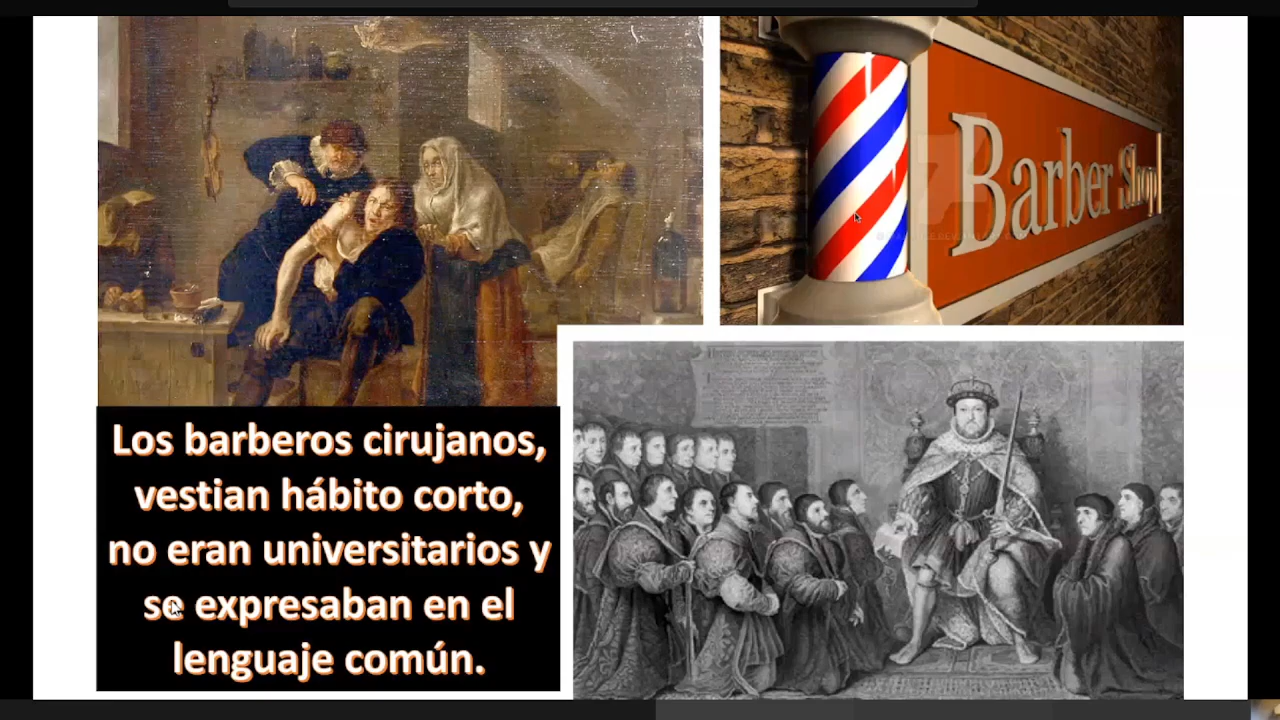 Barber Shop
Los barberos cirujanos,
vestian hábito corto,
no eran universitarios y
se expresaban en el
lenguaje común.